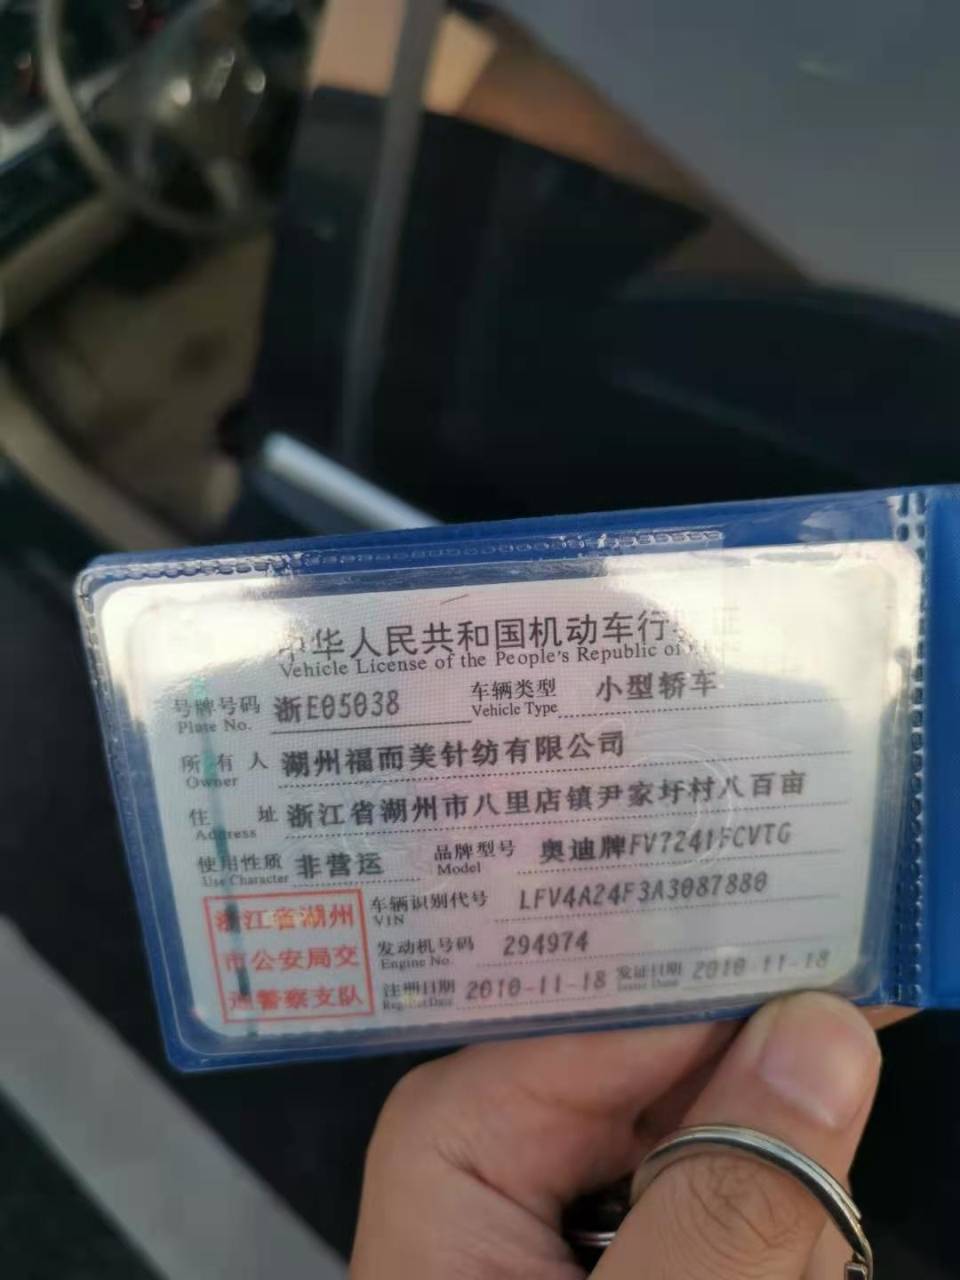 中华人民共和国机动车行
Vehicle License of the People's Republic of
号牌号码 浙E05038 车辆类型 小型轿车
Plate No. Vehicle Type
所有人 湖州福而美针纺有限公司
Owner
住址 浙江省湖州市八里店镇尹家圩村八百亩
Address
使用性质 非营运 品牌型号 奥迪牌FV7241FCVTG
Use Character Model
车辆识别代号 LFV4A24F3A3087880
VIN
发动机号码 294974
Engine No.
注册日期 2010-11-18 发证日期 2010-11-18
Register Date Issue Date
浙江省湖州
市公安局交
通警察支队